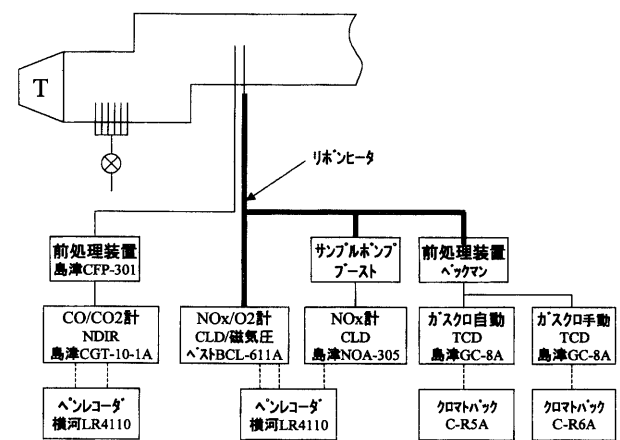 T
リボンヒータ
前処理装置
島津CFP-301
サンプルポンプ
ブースト
前処理装置
ベックマン
CO/CO2計
NDIR
島津CGT-10-1A
NOx/O2計
CLD/磁気圧
ベストBCL-611A
NOx計
CLD
島津NOA-305
ガスクロ自動
TCD
島津GC-8A
ガスクロ手動
TCD
島津GC-8A
ペンレコーダ
横河LR4110
ペンレコーダ
横河LR4110
クロマトパック
C-R5A
クロマトパック
C-R6A